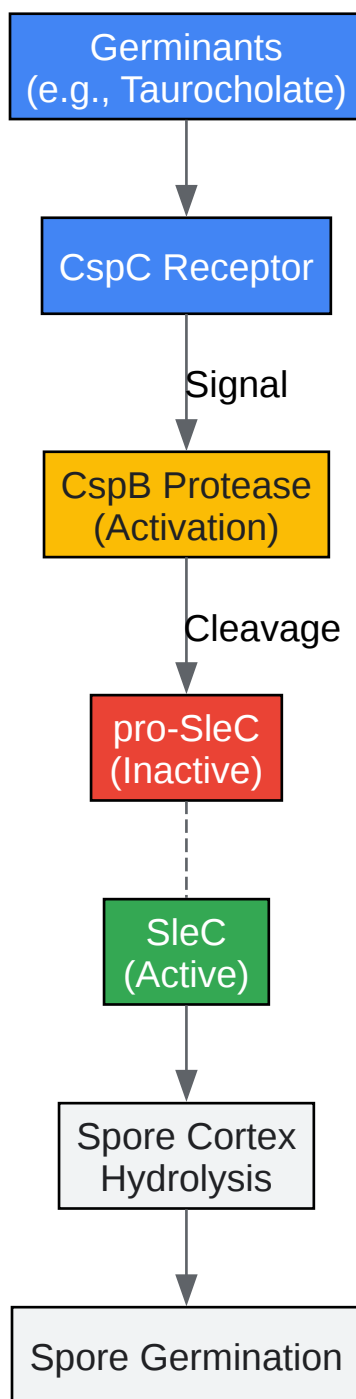 Germinants
(e.g., Taurocholate)
CspC Receptor
Signal
CspB Protease
(Activation)
Cleavage
pro-SleC
(Inactive)
SleC
(Active)
Spore Cortex
Hydrolysis
Spore Germination